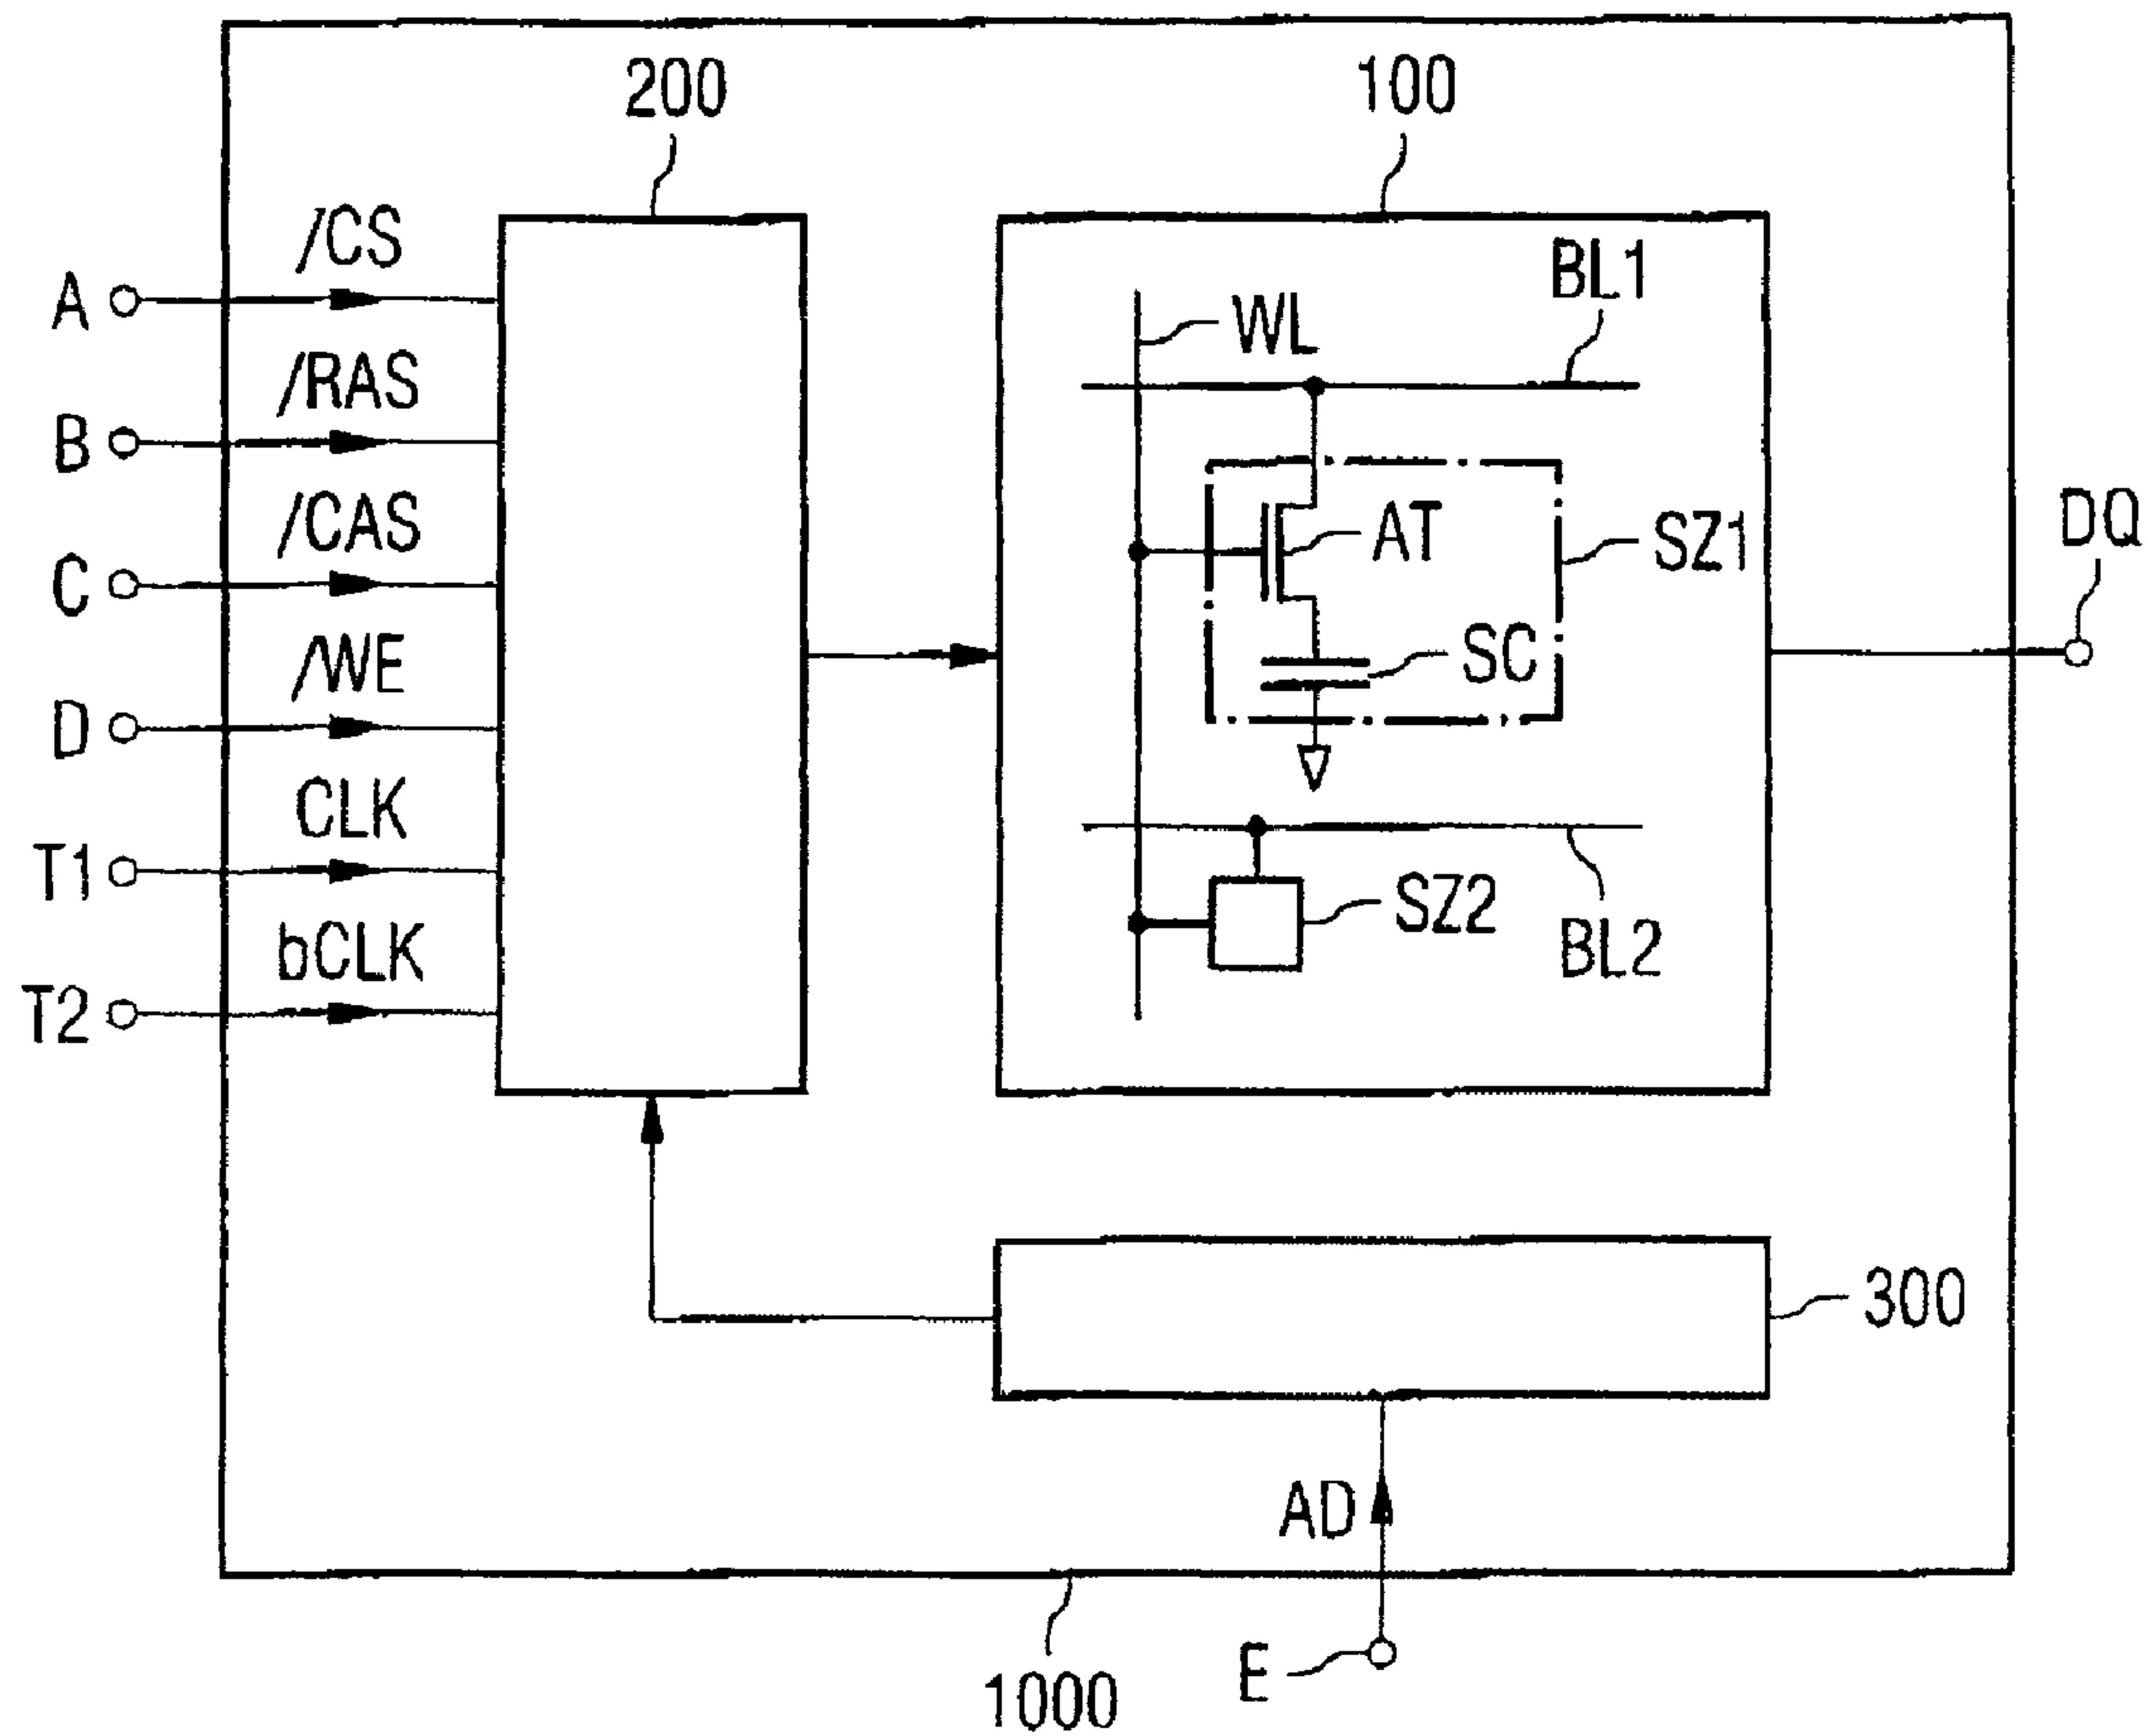 200
100
/CS
A
/RAS
B
/CAS
C
/WE
D
CLK
T1
bCLK
T2
WL
BL1
AT
SZ1
SC
SZ2
BL2
DQ
300
AD
E
1000